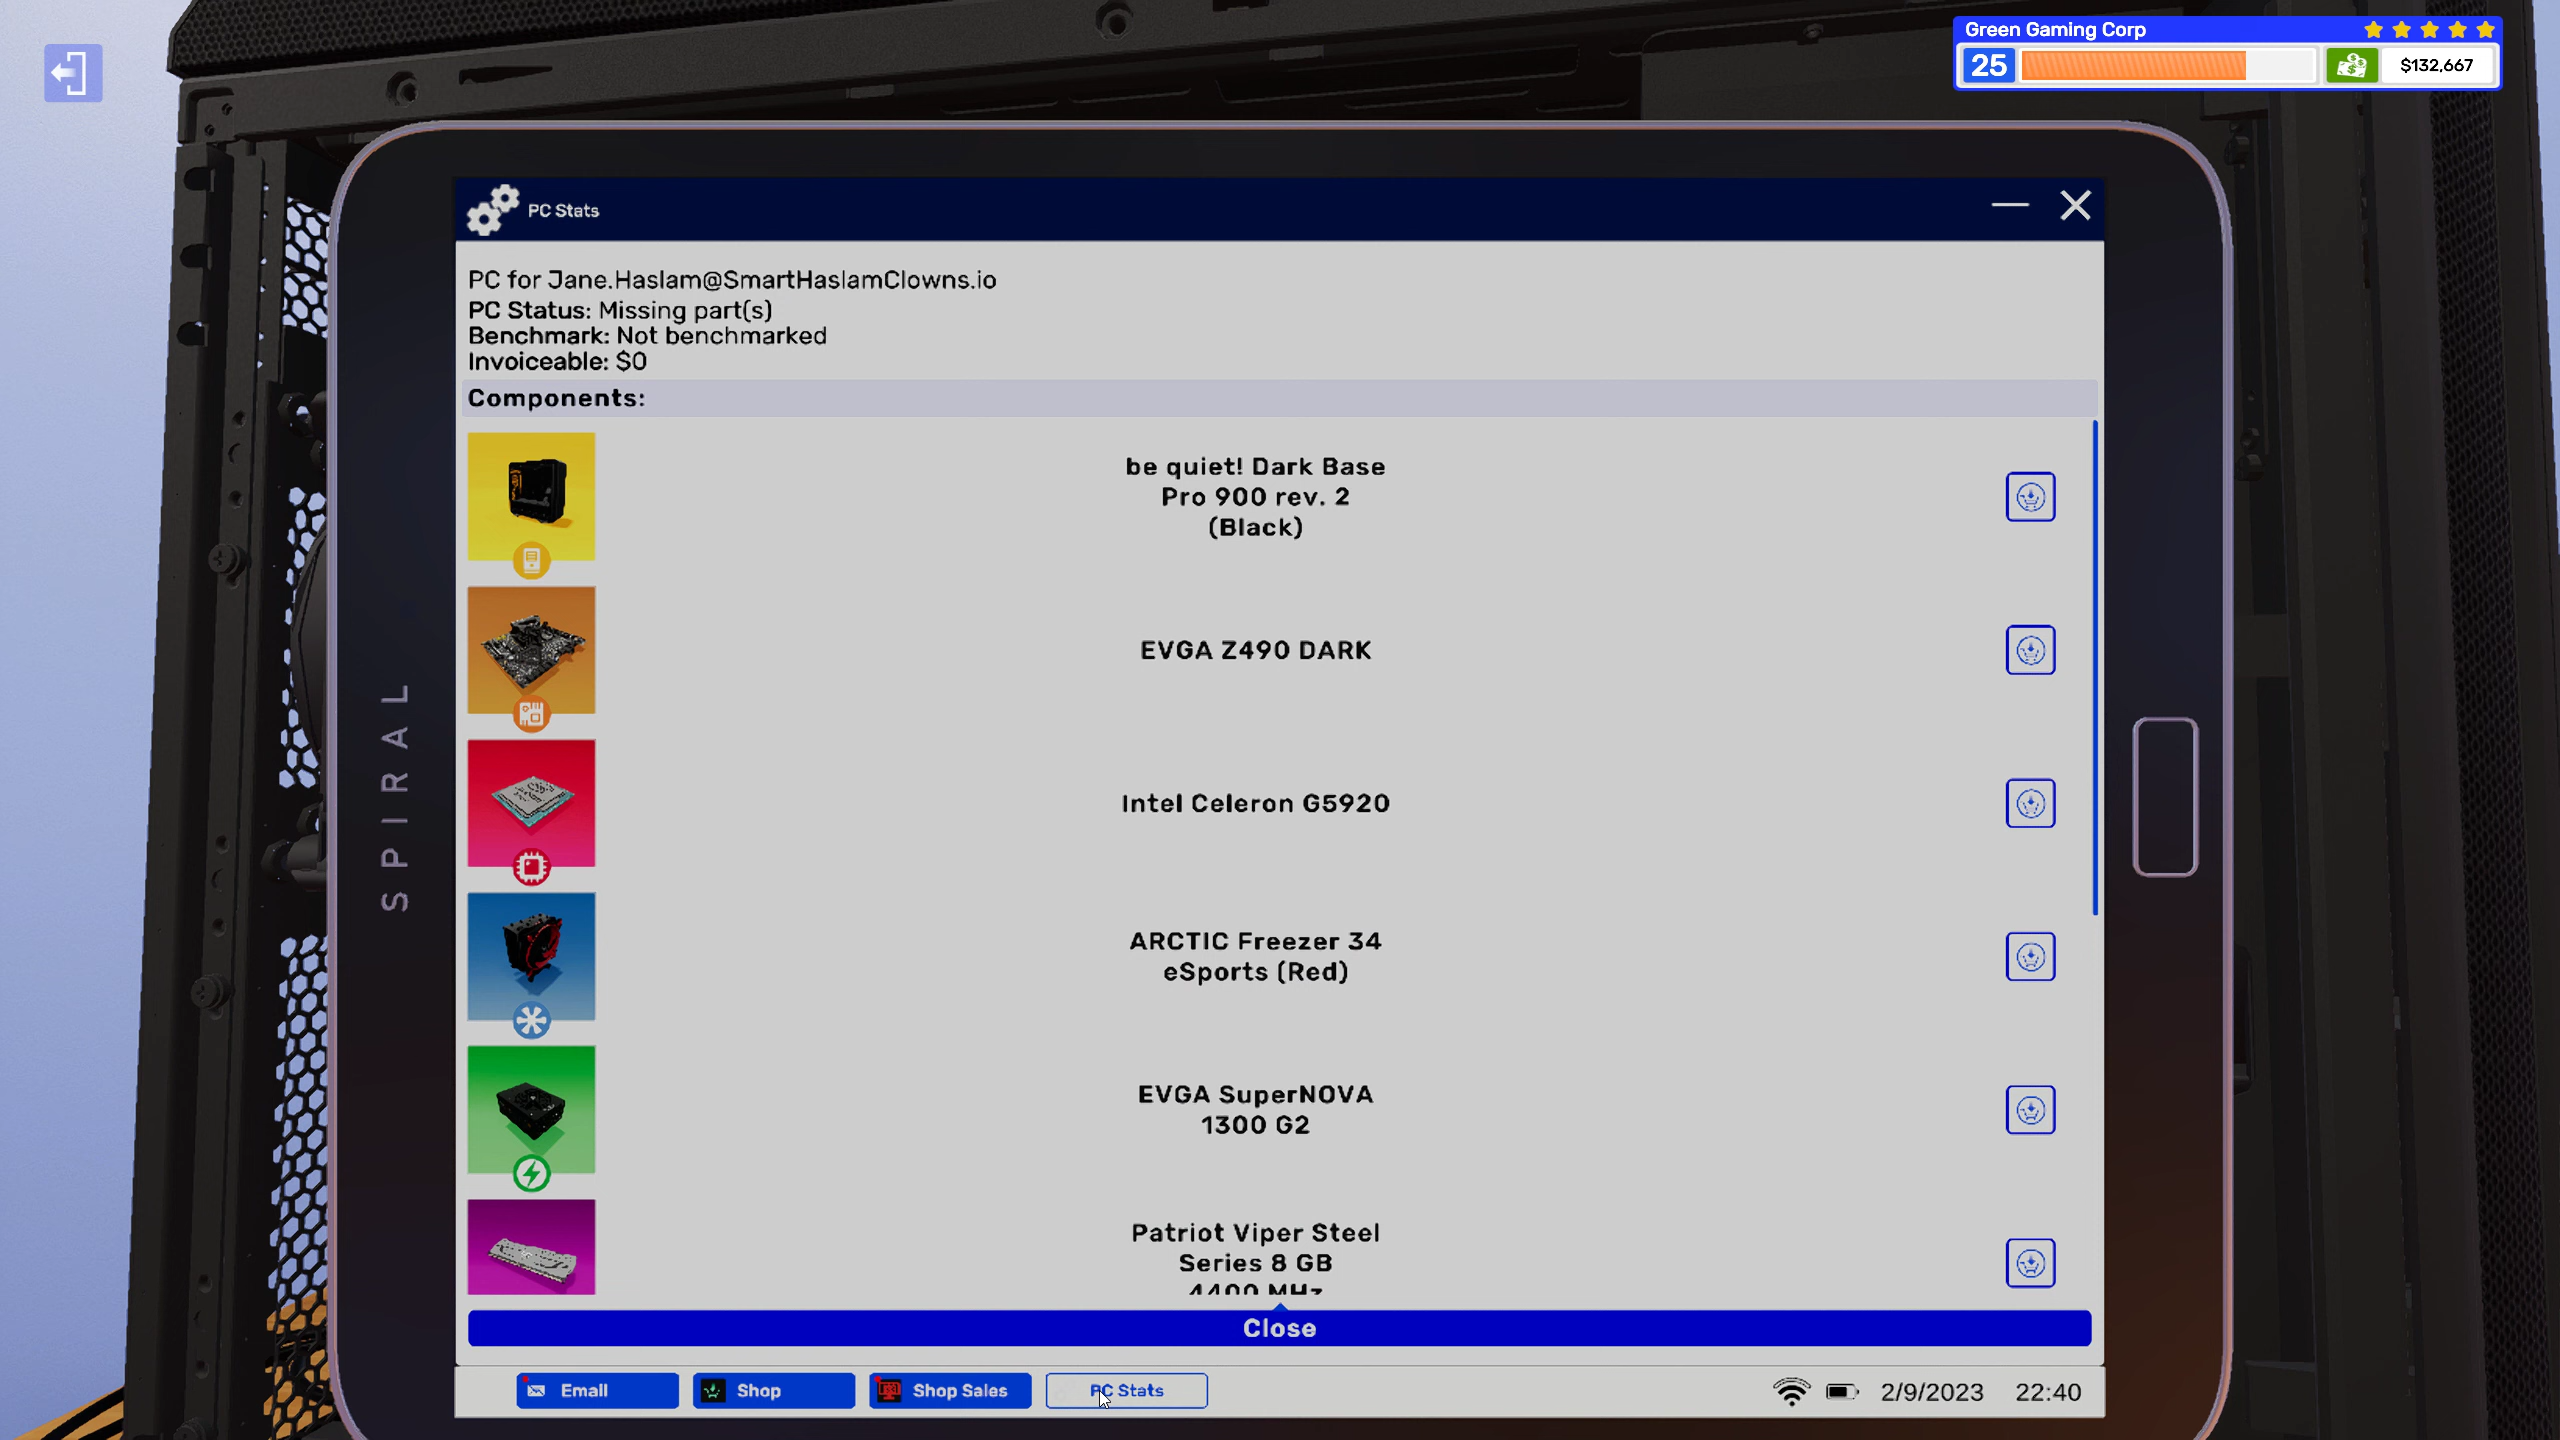 Green Gaming Corp
25
$132,667
PC Stats
PC for Jane.Haslam@SmartHaslamClowns.io
PC Status: Missing part(s)
Benchmark: Not benchmarked
Invoiceable: $0
Components:
be quiet! Dark Base
Pro 900 rev. 2
(Black)
EVGA Z490 DARK
Intel Celeron G5920
ARCTIC Freezer 34
eSports (Red)
EVGA SuperNOVA
1300 G2
Patriot Viper Steel
Series 8 GB
4400 MHz
Close
SPIRAL
Email
Shop
Shop Sales
PC Stats
2/9/2023
22:40